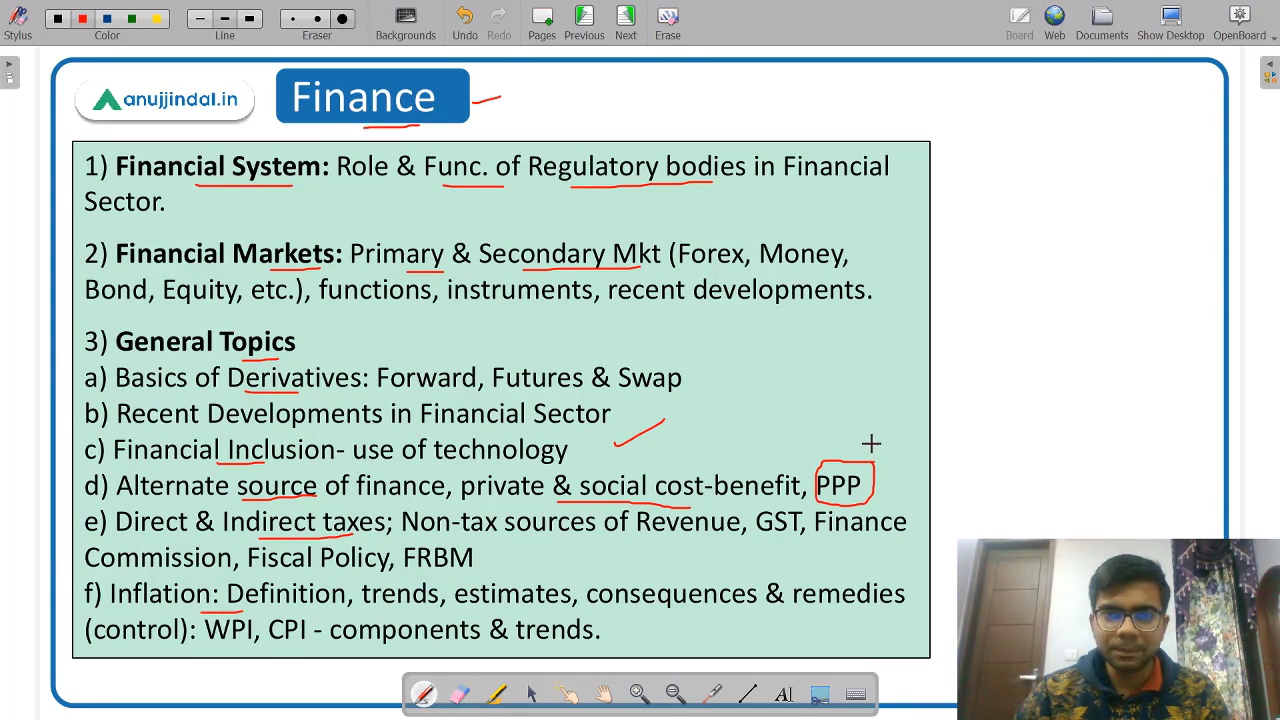 Stylus
Color
Line
Eraser
Backgrounds
Undo
Redo
Pages
Previous
Next
Erase
Board
Web
Documents
Show Desktop
OpenBoard
anujjindal.in
Finance
1) Financial System: Role & Func. of Regulatory bodies in Financial
Sector.
2) Financial Markets: Primary & Secondary Mkt (Forex, Money,
Bond, Equity, etc.), functions, instruments, recent developments.
3) General Topics
a) Basics of Derivatives: Forward, Futures & Swap
b) Recent Developments in Financial Sector
c) Financial Inclusion- use of technology
d) Alternate source of finance, private & social cost-benefit, PPP
e) Direct & Indirect taxes; Non-tax sources of Revenue, GST, Finance
Commission, Fiscal Policy, FRBM
f) Inflation: Definition, trends, estimates, consequences & remedies
(control): WPI, CPI - components & trends.
AI